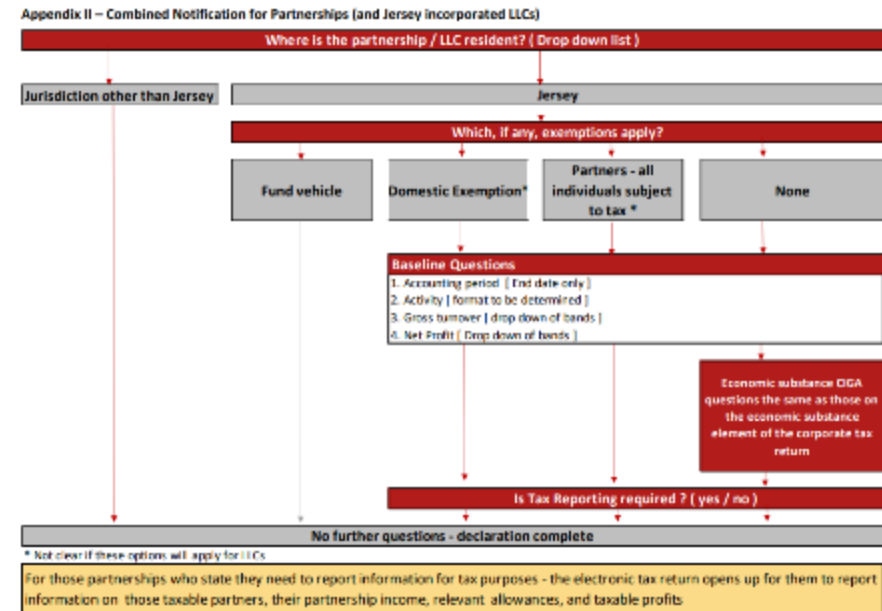 Appendix II – Combined Notification for Partnerships (and Jersey incorporated LLCs)
Where is the partnership / LLC resident? ( Drop down list )
Jurisdiction other than Jersey
Jersey
Which, if any, exemptions apply?
Fund vehicle
Domestic Exemption*
Partners - all
individuals subject
to tax *
None
Baseline Questions
1. Accounting period [ End date only ]
2. Activity [ format to be determined ]
3. Gross turnover [ drop down of bands ]
4. Net Profit [ Drop down of bands ]
Economic substance CIGA
questions the same as those on
the economic substance
element of the corporate tax
return
Is Tax Reporting required ? ( yes / no )
No further questions - declaration complete
* Not clear if these options will apply for LLCs
For those partnerships who state they need to report information for tax purposes - the electronic tax return opens up for them to report
information on those taxable partners, their partnership income, relevant allowances, and taxable profits